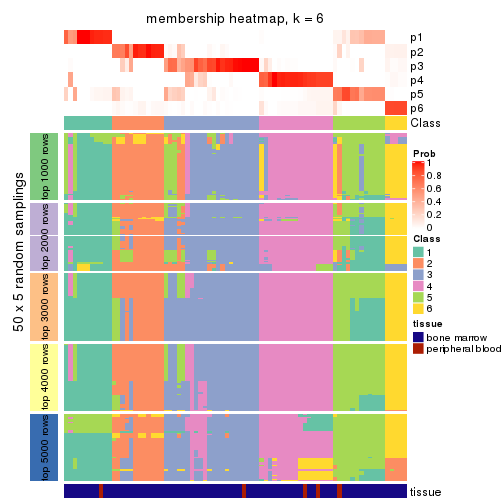 membership heatmap, k = 6
p1
p2
p3
p4
p5
p6
Class
50 x 5 random samplings
top 1000 rows
top 2000 rows
top 3000 rows
top 4000 rows
top 5000 rows
tissue
Prob
1
0.8
0.6
0.4
0.2
0
Class
1
2
3
4
5
6
tissue
bone marrow
peripheral blood